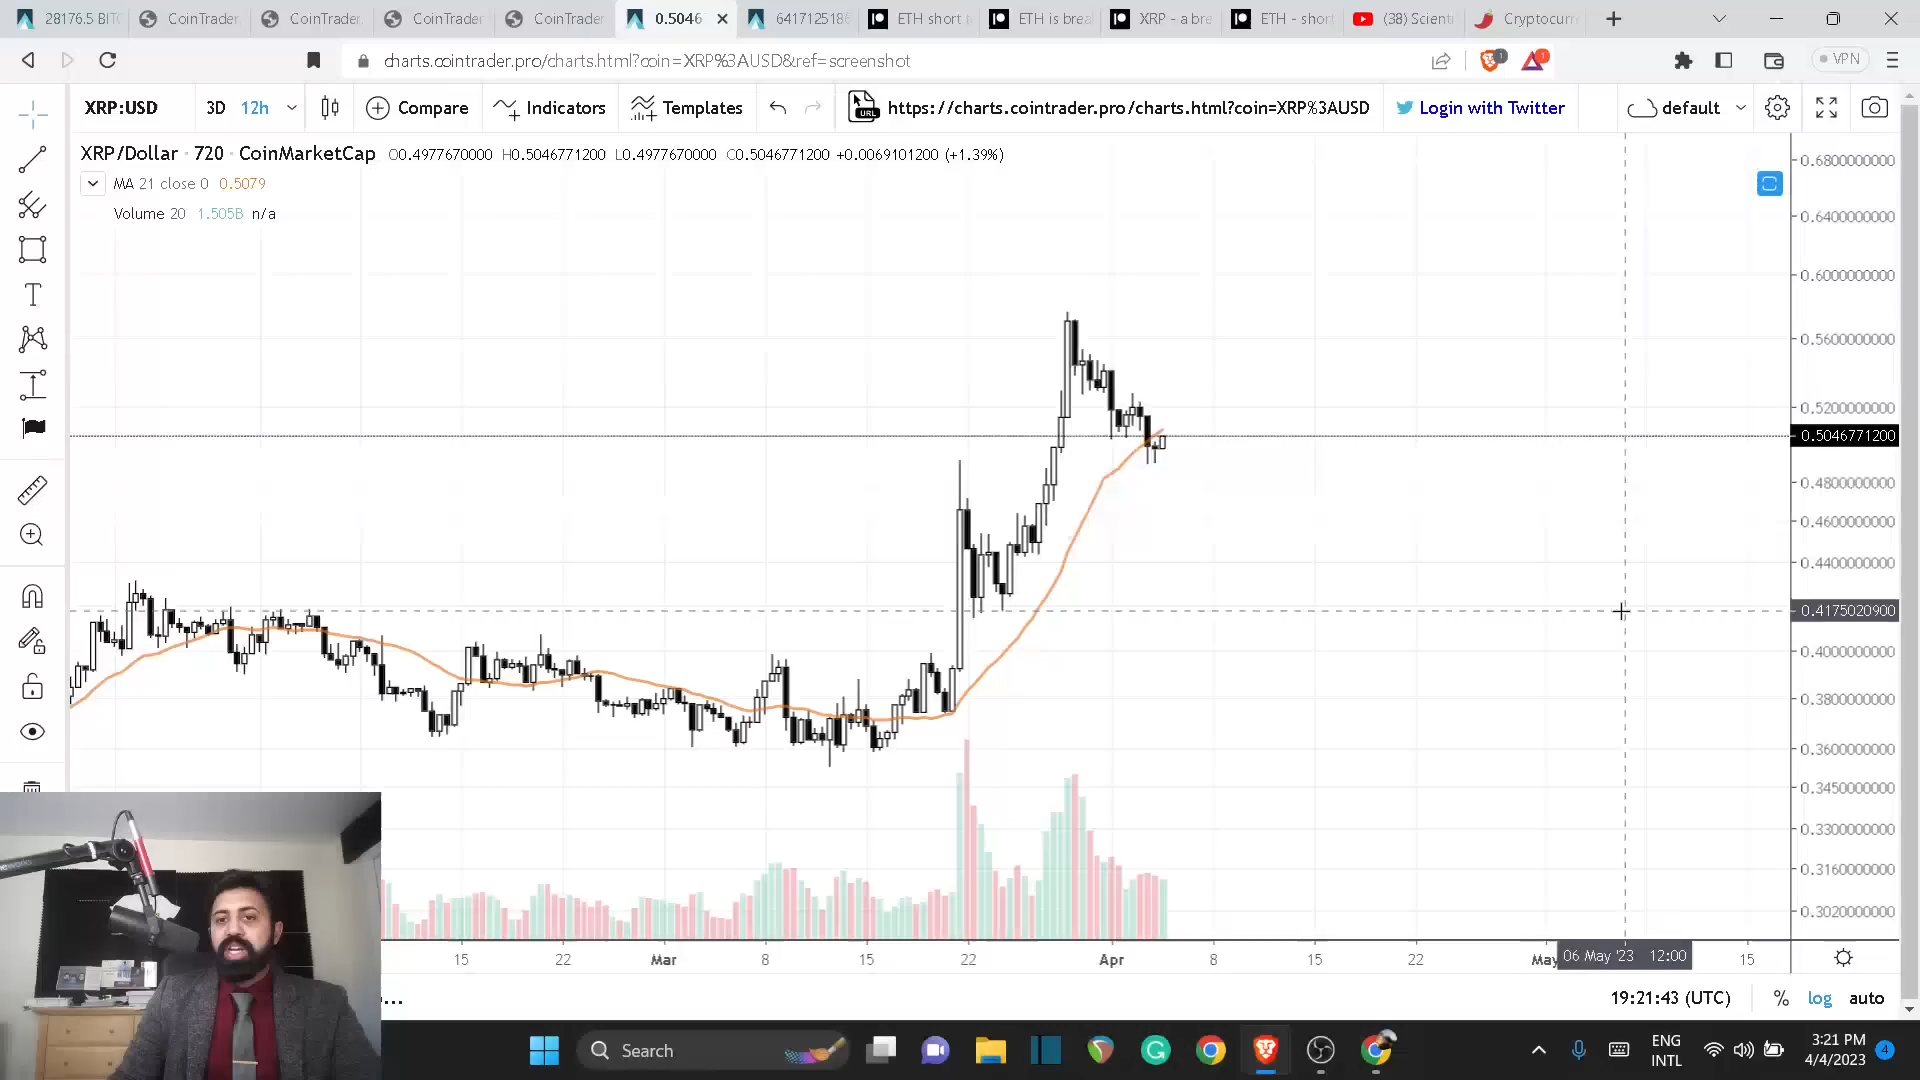 28176.5 BITC
CoinTrader.
CoinTrader.
CoinTrader.
CoinTrader.
0.5046
6417125186
ETH short t
ETH is brea
XRP - a bre
ETH - short
(38) Scienti
Cryptocurr
charts.cointrader.pro/charts.html?coin=XRP%3AUSD&ref=screenshot
1
1
VPN
XRP:USD
3D
12h
Compare
Indicators
Templates
URL
https://charts.cointrader.pro/charts.html?coin=XRP%3AUSD
Login with Twitter
default
XRP/Dollar · 720 · CoinMarketCap
O0.4977670000 H0.5046771200 L0.4977670000 C0.5046771200 +0.0069101200 (+1.39%)
MA 21 close 0 0.5079
Volume 20 1.505B n/a
0.6800000000
0.6400000000
0.6000000000
0.5600000000
0.5200000000
0.5046771200
0.4800000000
0.4600000000
0.4400000000
0.4175020900
0.4000000000
0.3800000000
0.3600000000
0.3450000000
0.3300000000
0.3160000000
0.3020000000
15
22
Mar
8
15
22
Apr
8
15
22
May
06 May '23 12:00
15
19:21:43 (UTC)
%
log
auto
Search
ENG
INTL
3:21 PM
4/4/2023
4